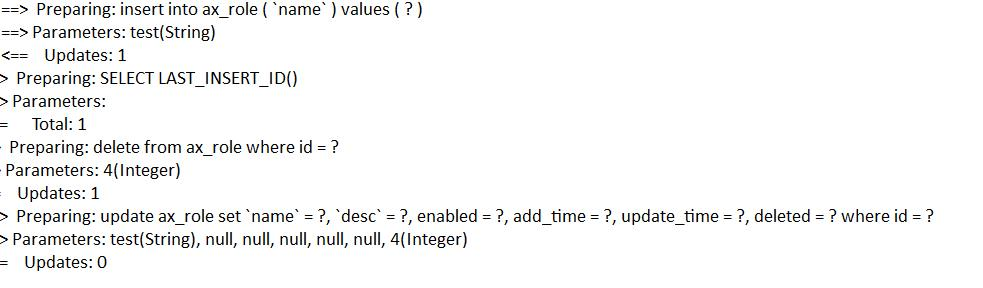 ==> Preparing: insert into ax_role ( `name` ) values ( ? )
==> Parameters: test(String)
<== Updates: 1
> Preparing: SELECT LAST_INSERT_ID()
> Parameters:
= Total: 1
Preparing: delete from ax_role where id = ?
Parameters: 4(Integer)
Updates: 1
> Preparing: update ax_role set `name` = ?, `desc` = ?, enabled = ?, add_time = ?, update_time = ?, deleted = ? where id = ?
> Parameters: test(String), null, null, null, null, null, 4(Integer)
= Updates: 0